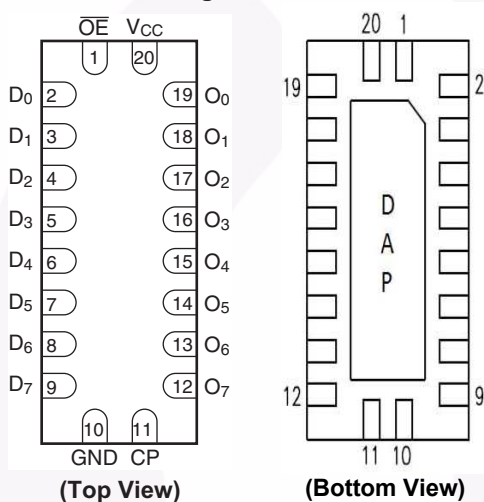 OE VCC
1 20
D0 2 19 O0
D1 3 18 O1
D2 4 17 O2
D3 5 16 O3
D4 6 15 O4
D5 7 14 O5
D6 8 13 O6
D7 9 12 O7
10 11
GND CP
(Top View)
20 1
19 2
D
A
P
12 9
11 10
(Bottom View)